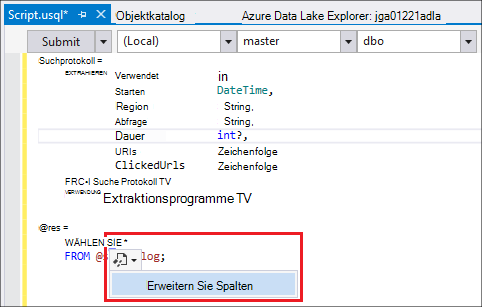 Script.usql* Objektkatalog Azure Data Lake Explorer: jga01221adla
Submit (Local) master dbo
Suchprotokoll =
EXTRAHIEREN Verwendet in
Starten DateTime,
Region String,
Abfrage String,
Dauer int?,
URIs Zeichenfolge
ClickedUrls Zeichenfolge
FRC•I Suche Protokoll TV
VERWENDUNG Extraktionsprogramme TV
@res =
WÄHLEN SIE *
FROM @s log;
Erweitern Sie Spalten